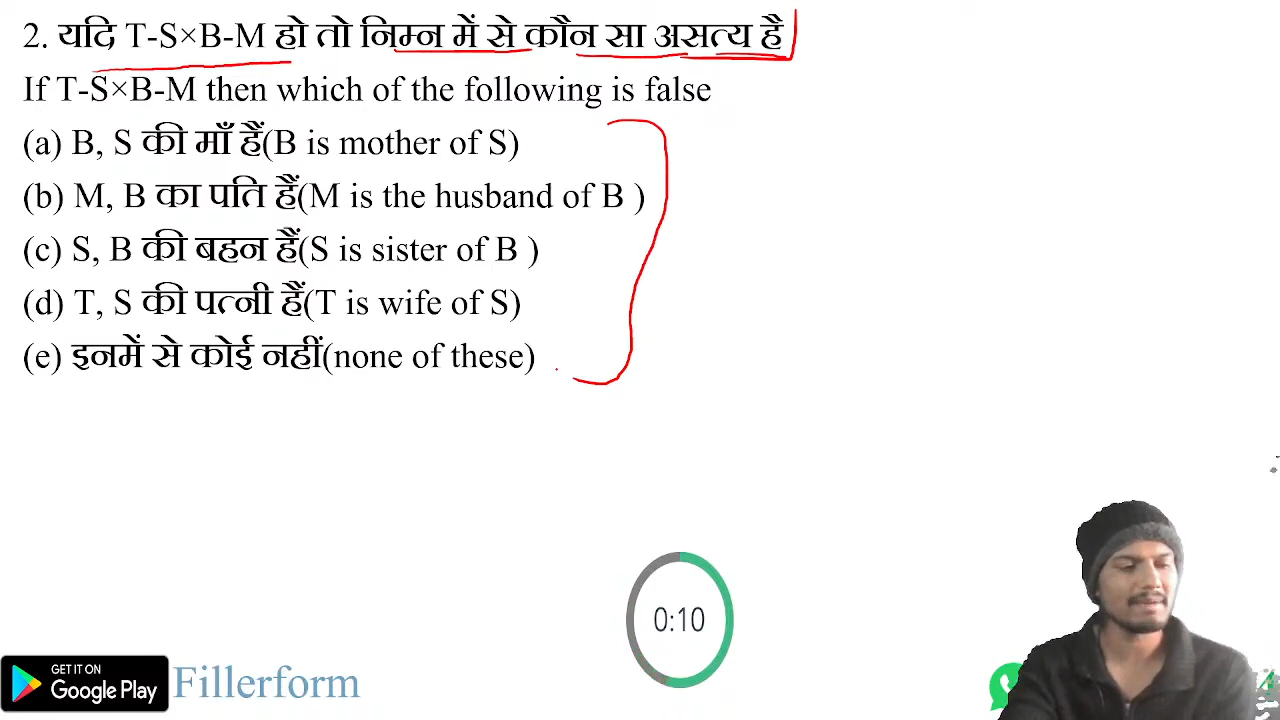 2. यदि T-S×B-M हो तो निम्न में से कौन सा असत्य है
If T-S×B-M then which of the following is false
(a) B, S की माँ हैं(B is mother of S)
(b) M, B का पति हैं(M is the husband of B )
(c) S, B की बहन हैं(S is sister of B )
(d) T, S की पत्नी हैं(T is wife of S)
(e) इनमें से कोई नहीं(none of these)
0:10
GET IT ON
Google Play
Fillerform